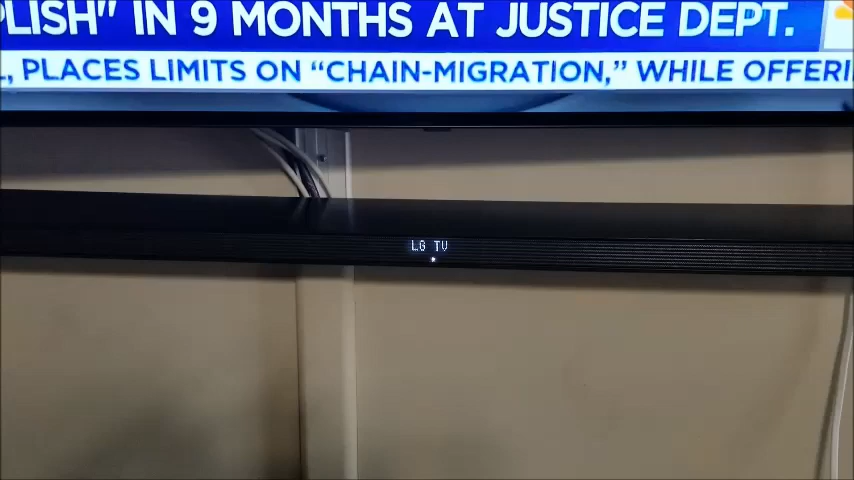 PLISH" IN 9 MONTHS AT JUSTICE DEPT.
, PLACES LIMITS ON “CHAIN-MIGRATION,” WHILE OFFERI
LG TV